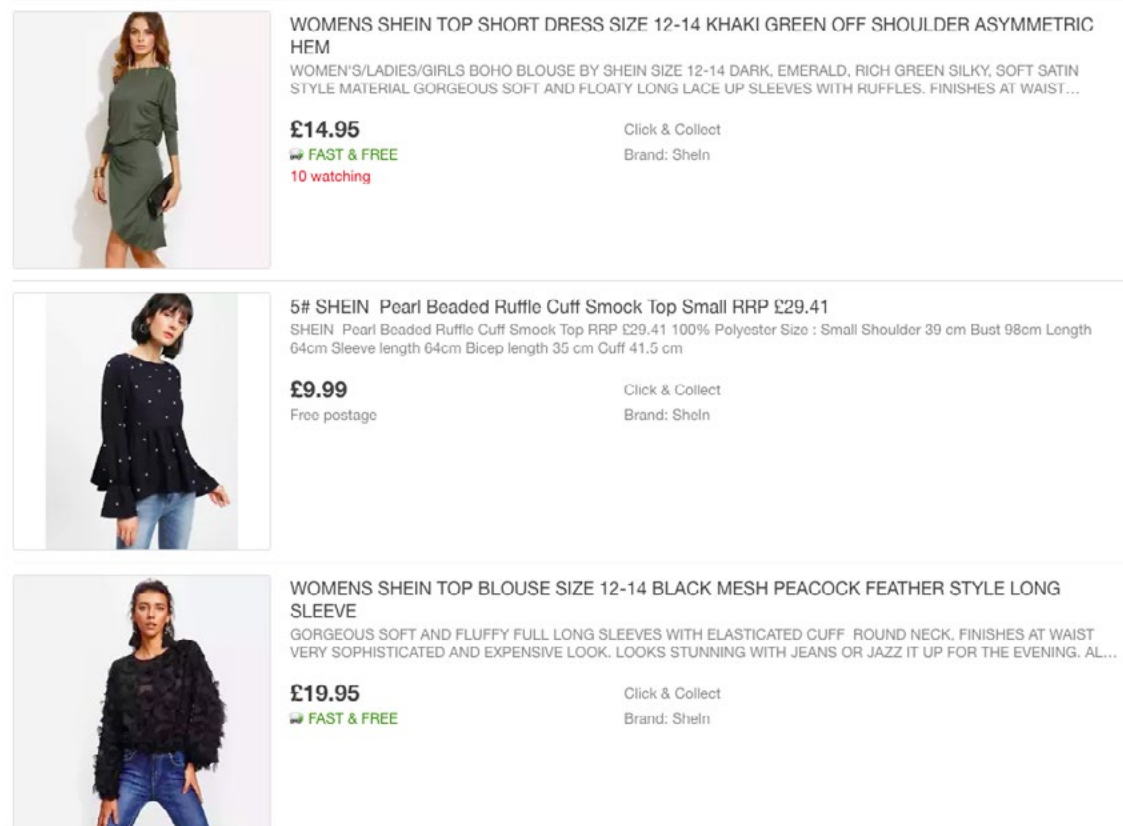 WOMENS SHEIN TOP SHORT DRESS SIZE 12-14 KHAKI GREEN OFF SHOULDER ASYMMETRIC
HEM
WOMEN'S/LADIES/GIRLS BOHO BLOUSE BY SHEIN SIZE 12-14 DARK, EMERALD, RICH GREEN SILKY, SOFT SATIN
STYLE MATERIAL GORGEOUS SOFT AND FLOATY LONG LACE UP SLEEVES WITH RUFFLES. FINISHES AT WAIST...
£14.95
Click & Collect
FAST & FREE
Brand: SheIn
10 watching
5# SHEIN Pearl Beaded Ruffle Cuff Smock Top Small RRP £29.41
SHEIN Pearl Beaded Ruffle Cuff Smock Top RRP £29.41 100% Polyester Size : Small Shoulder 39 cm Bust 98cm Length
64cm Sleeve length 64cm Bicep length 35 cm Cuff 41.5 cm
£9.99
Click & Collect
Free postage
Brand: SheIn
WOMENS SHEIN TOP BLOUSE SIZE 12-14 BLACK MESH PEACOCK FEATHER STYLE LONG
SLEEVE
GORGEOUS SOFT AND FLUFFY FULL LONG SLEEVES WITH ELASTICATED CUFF ROUND NECK, FINISHES AT WAIST
VERY SOPHISTICATED AND EXPENSIVE LOOK. LOOKS STUNNING WITH JEANS OR JAZZ IT UP FOR THE EVENING. AL...
£19.95
Click & Collect
FAST & FREE
Brand: SheIn